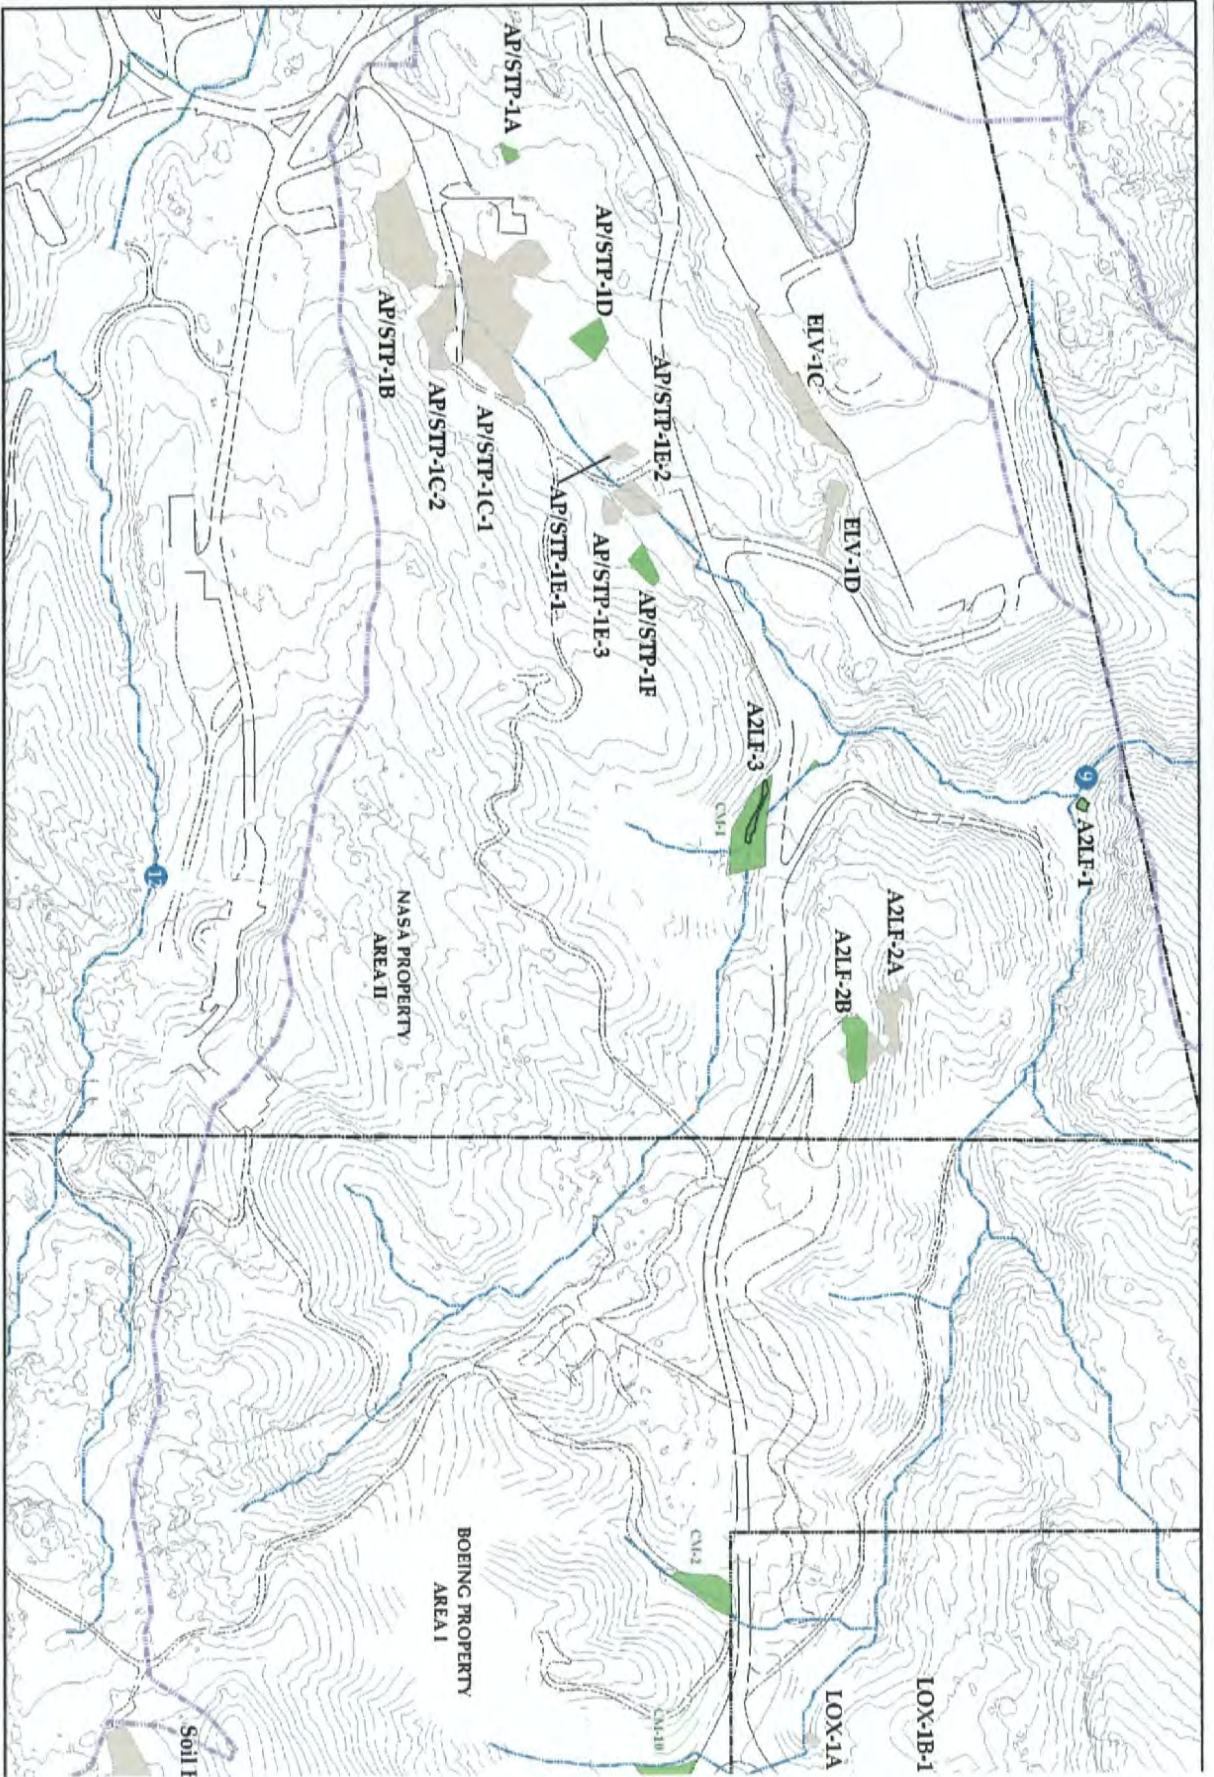 AP/STP-1A
AP/STP-1D
AP/STP-1B
AP/STP-1C-2
AP/STP-1C-1
AP/STP-1E-2
AP/STP-1E-1
AP/STP-1E-3
AP/STP-1F
ELV-1C
ELV-1D
A2LF-3
CM-1
9
A2LF-1
A2LF-2A
A2LF-2B
12
NASA PROPERTY
AREA II
BOEING PROPERTY
AREA I
CM-2
CM-10
LOX-1B-1
LOX-1A
Soil